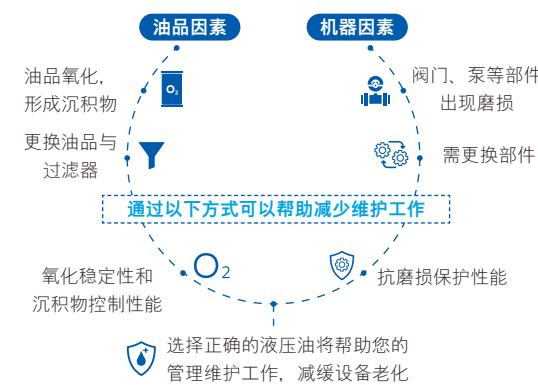 油品因素
机器因素
油品氧化，
形成沉积物
O₂
阀门、泵等部件
出现磨损
更换油品与
过滤器
需更换部件
通过以下方式可以帮助减少维护工作
氧化稳定性和
沉积物控制性能
O₂
抗磨损保护性能
选择正确的液压油将帮助您的
管理维护工作，减缓设备老化